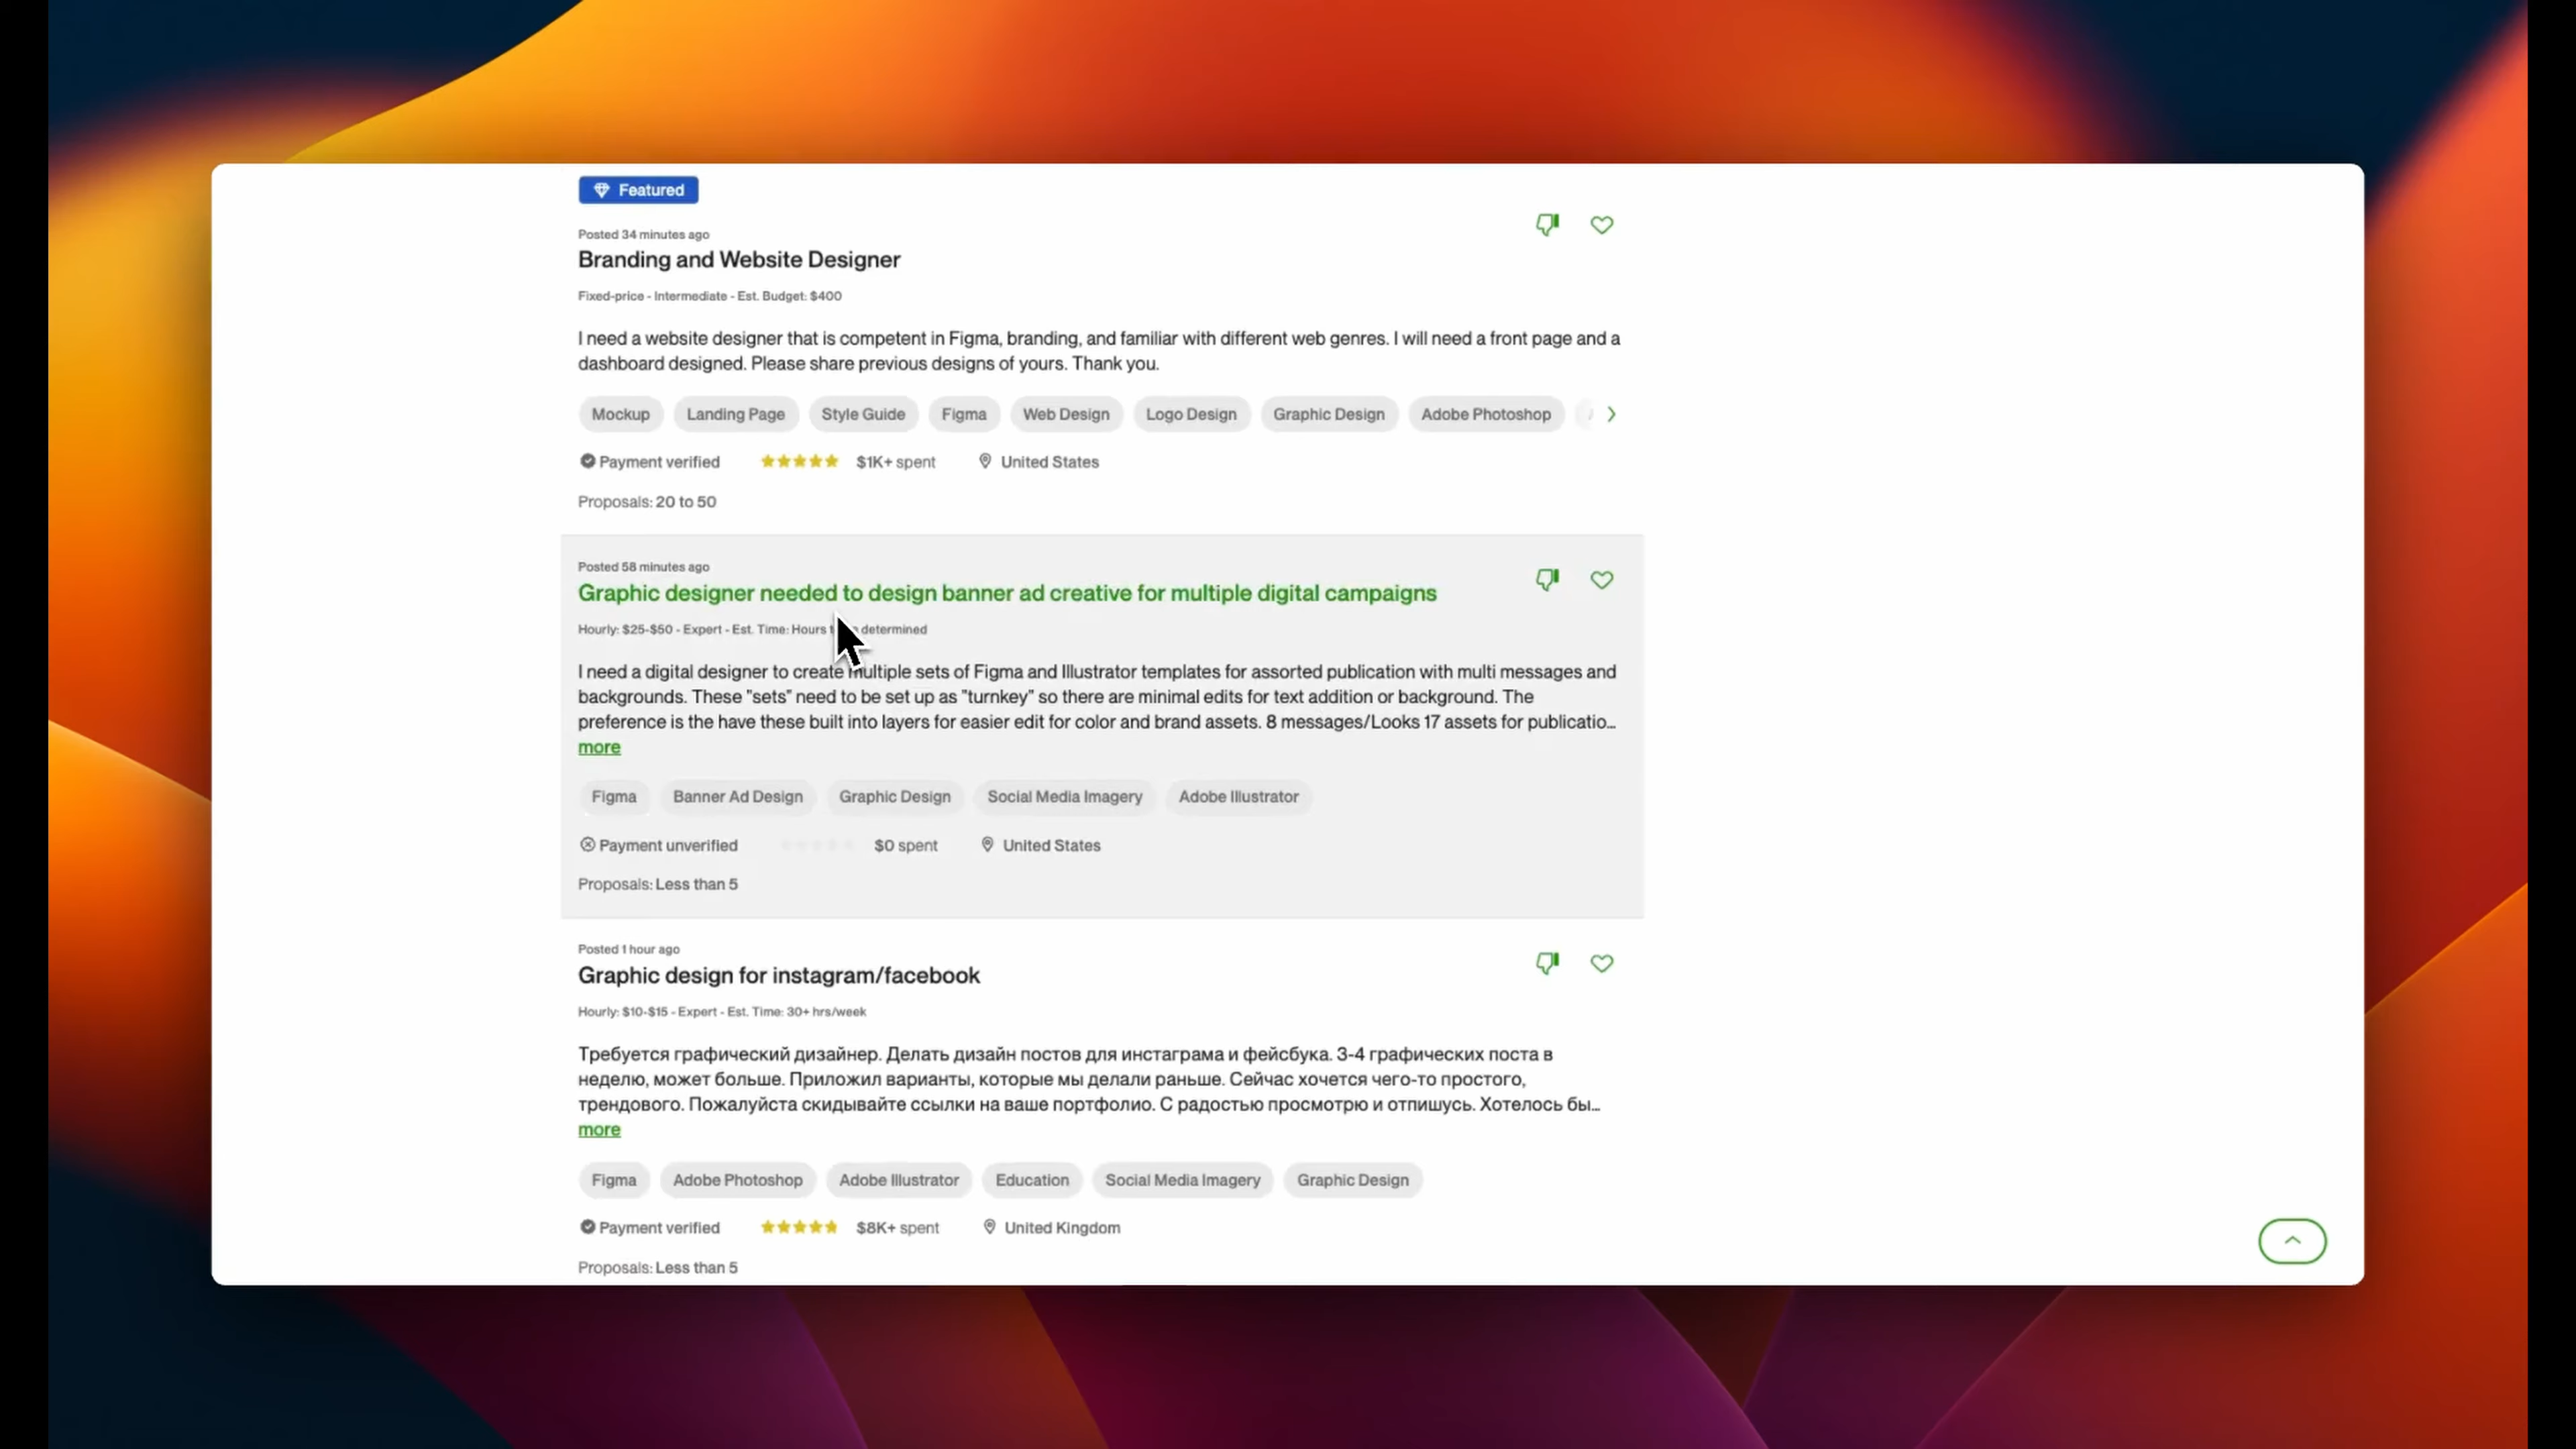 Featured
Posted 34 minutes ago
Branding and Website Designer
Fixed-price - Intermediate - Est. Budget: $400
I need a website designer that is competent in Figma, branding, and familiar with different web genres. I will need a front page and a
dashboard designed. Please share previous designs of yours. Thank you.
Mockup Landing Page Style Guide Figma Web Design Logo Design Graphic Design Adobe Photoshop
Payment verified $1K+ spent United States
Proposals: 20 to 50
Posted 58 minutes ago
Graphic designer needed to design banner ad creative for multiple digital campaigns
Hourly: $25-$50 - Expert - Est. Time: Hours determined
I need a digital designer to create multiple sets of Figma and Illustrator templates for assorted publication with multi messages and
backgrounds. These "sets" need to be set up as "turnkey" so there are minimal edits for text addition or background. The
preference is the have these built into layers for easier edit for color and brand assets. 8 messages/Looks 17 assets for publicatio...
more
Figma Banner Ad Design Graphic Design Social Media Imagery Adobe Illustrator
Payment unverified $0 spent United States
Proposals: Less than 5
Posted 1 hour ago
Graphic design for instagram/facebook
Hourly: $10-$15 - Expert - Est. Time: 30+ hrs/week
Требуется графический дизайнер. Делать дизайн постов для инстаграма и фейсбука. 3-4 графических поста в
неделю, может больше. Приложил варианты, которые мы делали раньше. Сейчас хочется чего-то простого,
трендового. Пожалуйста скидывайте ссылки на ваше портфолио. С радостью просмотрю и отпишусь. Хотелось бы...
more
Figma Adobe Photoshop Adobe Illustrator Education Social Media Imagery Graphic Design
Payment verified $8K+ spent United Kingdom
Proposals: Less than 5